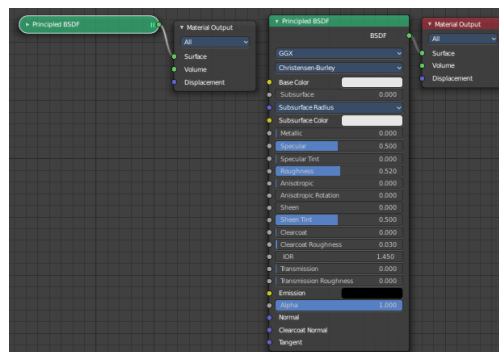 Principled BSDF
Material Output
All
Surface
Volume
Displacement
Principled BSDF
BSDF
GGX
Christensen-Burley
Base Color
Subsurface 0.000
Subsurface Radius
Subsurface Color
Metallic 0.000
Specular 0.500
Specular Tint 0.000
Roughness 0.520
Anisotropic 0.000
Anisotropic Rotation 0.000
Sheen 0.000
Sheen Tint 0.500
Clearcoat 0.000
Clearcoat Roughness 0.030
IOR 1.450
Transmission 0.000
Transmission Roughness 0.000
Emission
Alpha 1.000
Normal
Clearcoat Normal
Tangent
Material Output
All
Surface
Volume
Displacement